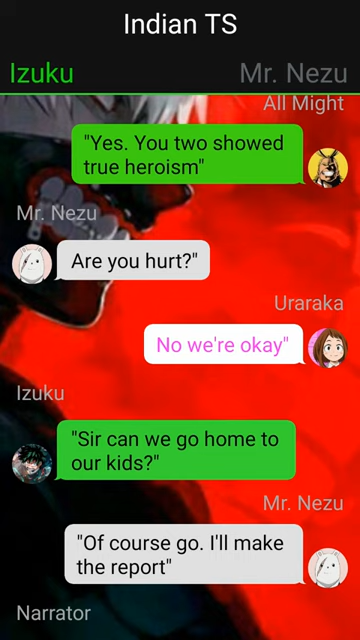 Indian TS
Izuku Mr. Nezu
All Might
"Yes. You two showed
true heroism"
Mr. Nezu
Are you hurt?"
Uraraka
No we're okay"
Izuku
"Sir can we go home to
our kids?"
Mr. Nezu
"Of course go. I'll make
the report"
Narrator